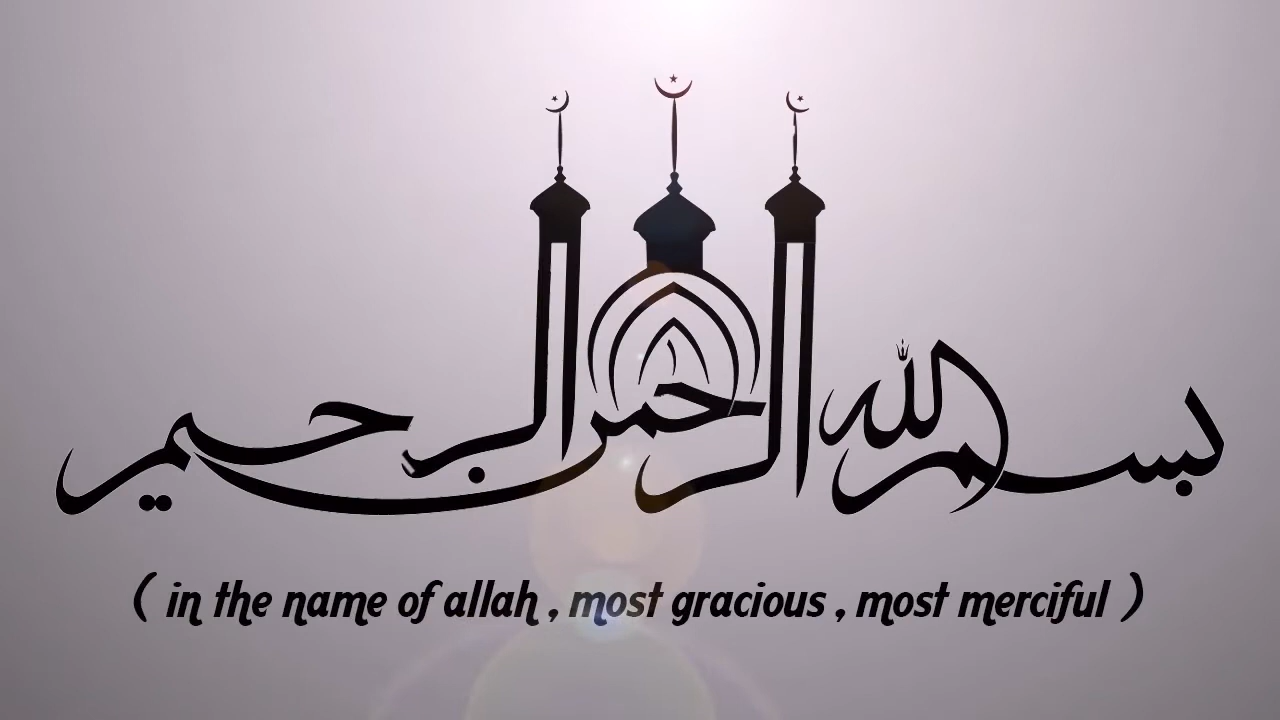 بسم الله الرحمن الرحيم
( in the name of allah , most gracious , most merciful )